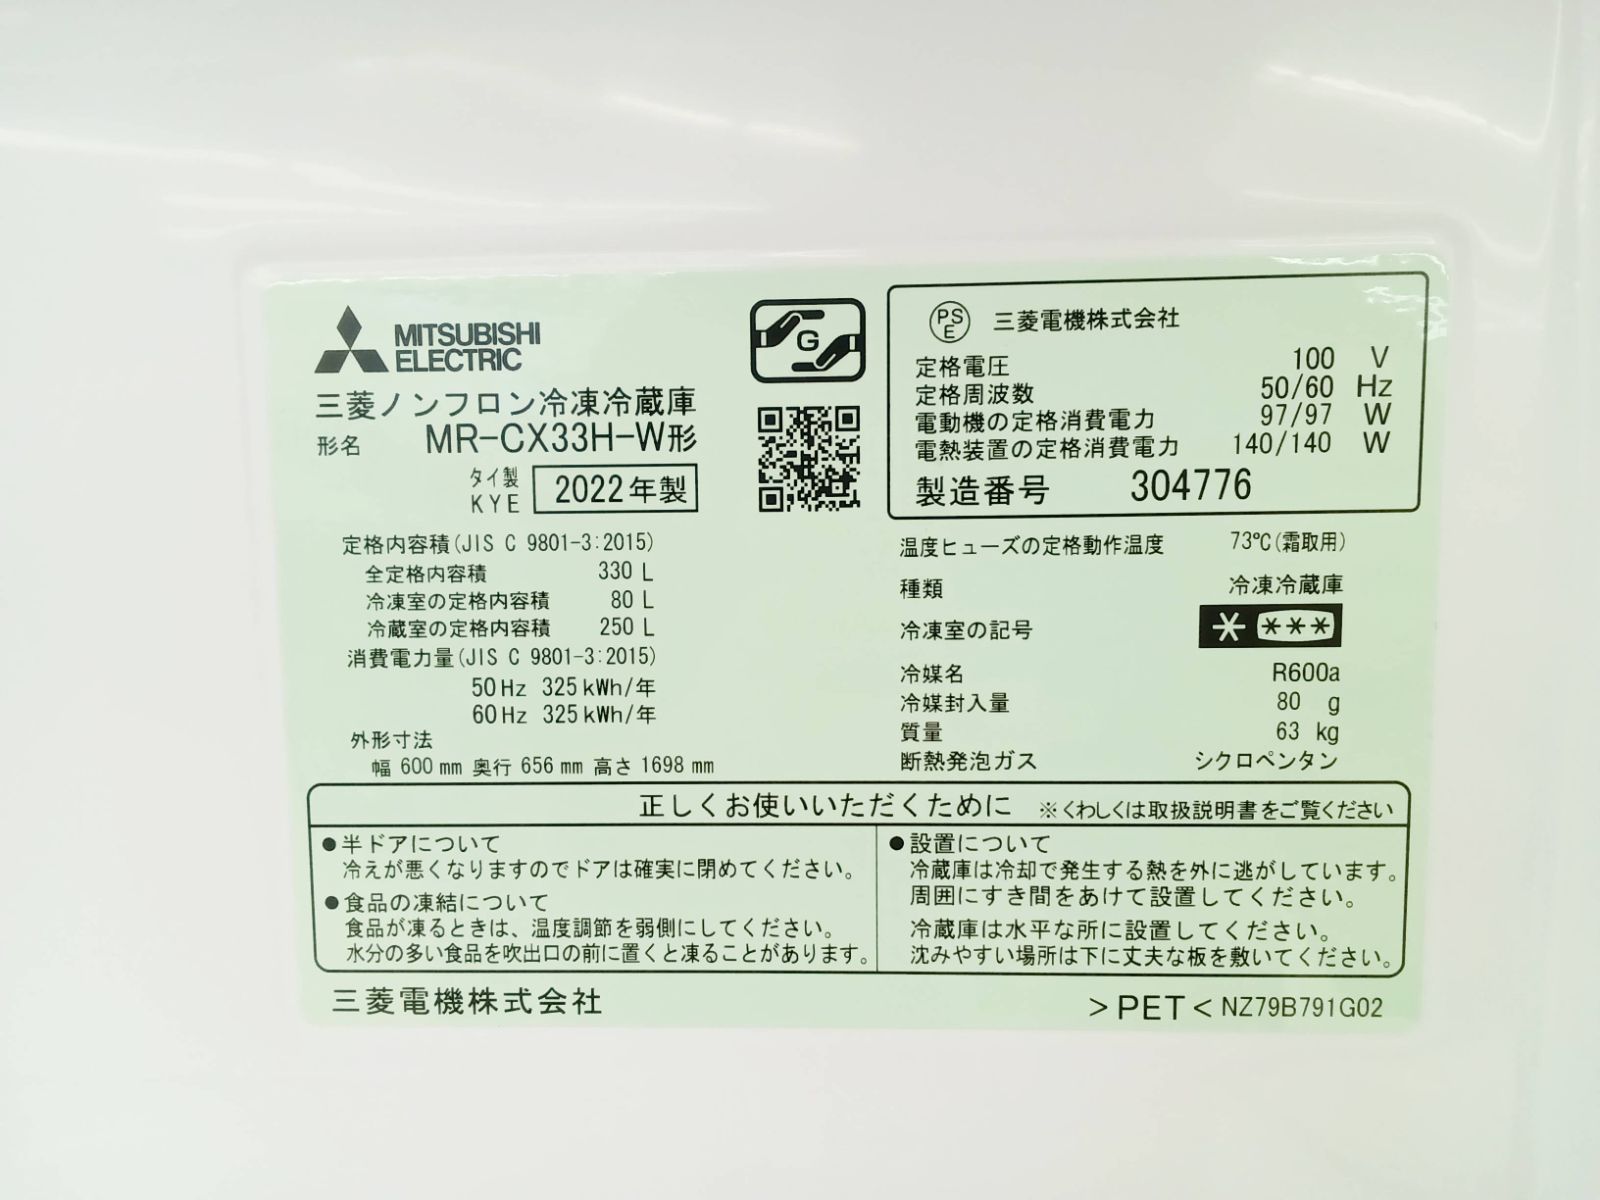 MITSUBISHI
ELECTRIC
三菱ノンフロン冷凍冷蔵庫
形名 MR-CX33H-W形
タイ製
KYE 2022年製
G
PS
E
三菱電機株式会社
定格電圧 100 V
定格周波数 50/60 Hz
電動機の定格消費電力 97/97 W
電熱装置の定格消費電力 140/140 W
製造番号 304776
定格内容積(JIS C 9801-3:2015)
全定格内容積 330 L
冷凍室の定格内容積 80 L
冷蔵室の定格内容積 250 L
消費電力量(JIS C 9801-3:2015)
50Hz 325kWh/年
60Hz 325kWh/年
外形寸法
幅 600mm 奥行 656mm 高さ 1698mm
温度ヒューズの定格動作温度 73℃(霜取用)
種類 冷凍冷蔵庫
冷凍室の記号 * ***
冷媒名 R600a
冷媒封入量 80 g
質量 63 kg
断熱発泡ガス シクロペンタン
正しくお使いいただくために ※くわしくは取扱説明書をご覧ください
●半ドアについて
冷えが悪くなりますのでドアは確実に閉めてください。
●食品の凍結について
食品が凍るときは、温度調節を弱側にしてください。
水分の多い食品を吹出口の前に置くと凍ることがあります。
●設置について
冷蔵庫は冷却で発生する熱を外に逃がしています。
周囲にすき間をあけて設置してください。
冷蔵庫は水平な所に設置してください。
沈みやすい場所は下に丈夫な板を敷いてください。
三菱電機株式会社
>PET< NZ79B791G02